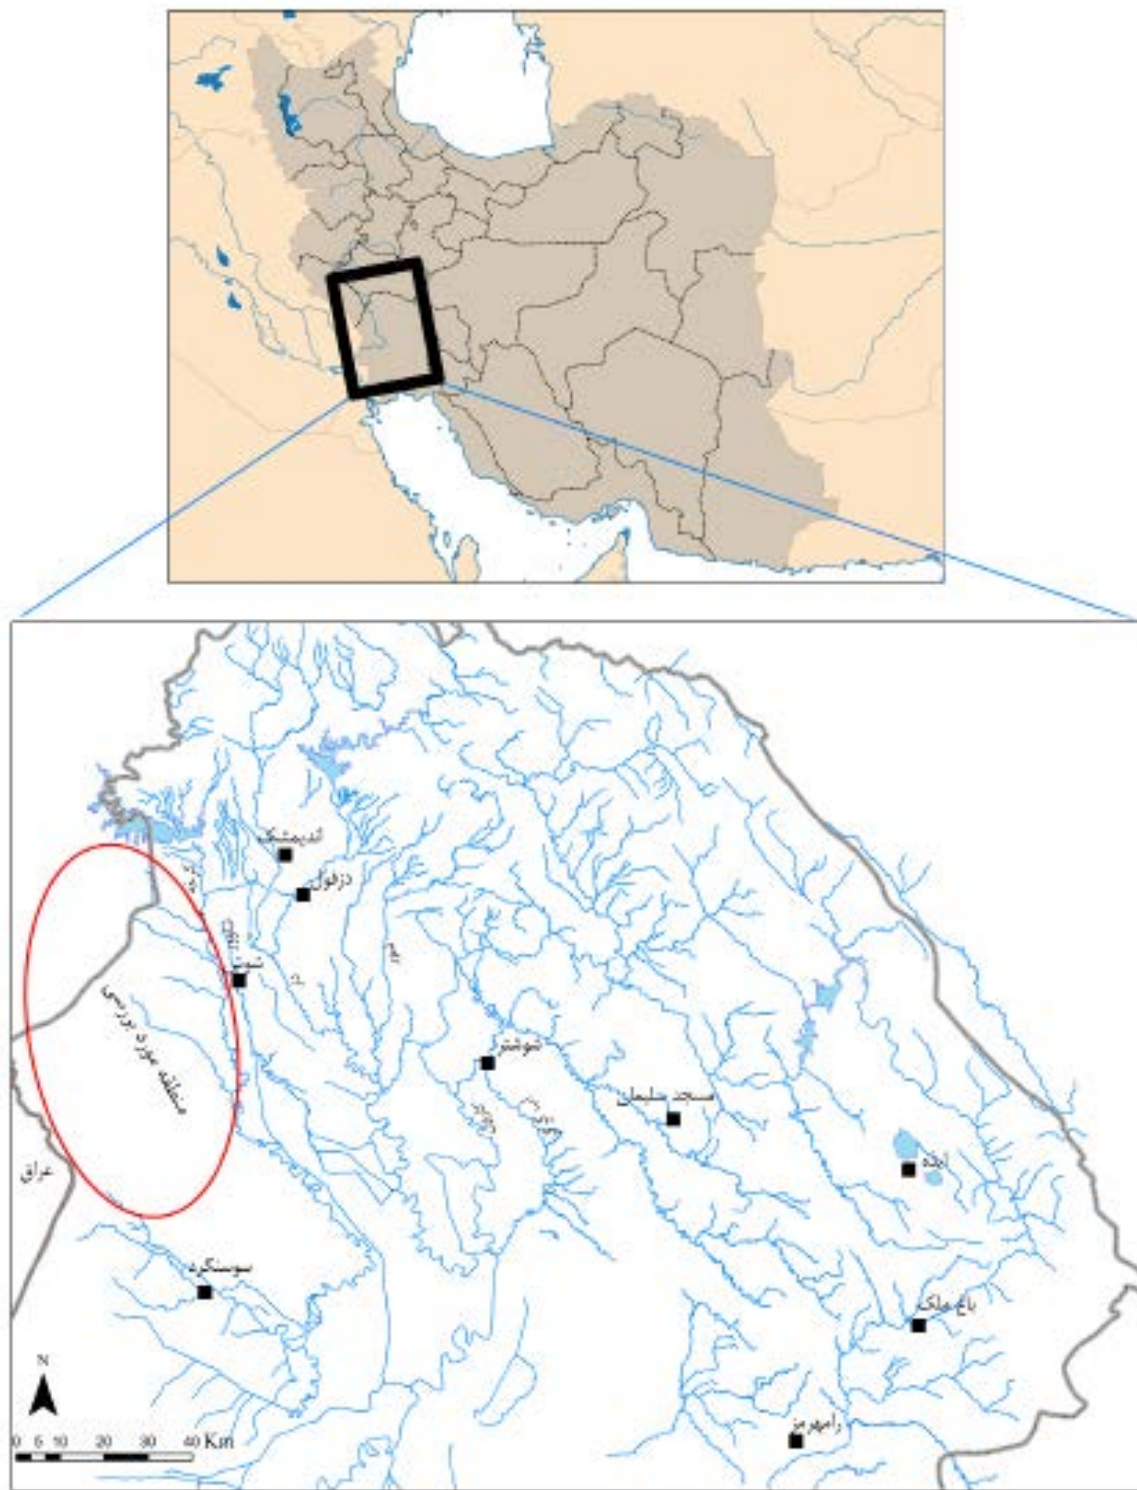 اندیمشک
دزفول
شوش
منطقه مورد بررسی
شوشتر
مسجد سلیمان
ایذه
عراق
سوسنگرد
باغ ملک
رامهرمز
N
0 5 10 20 30 40 Km